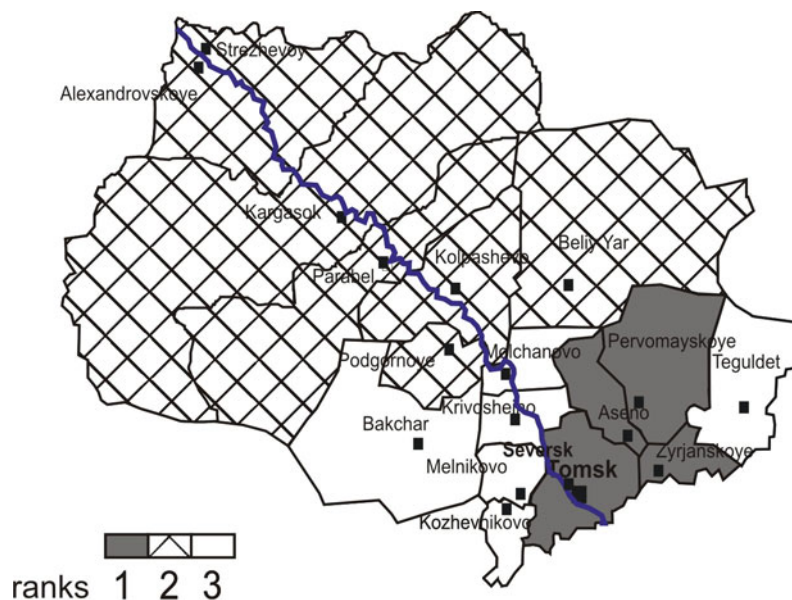 Strezhevoy
Alexandrovskoye
Kargasok
Parabel
Kolpashevo
Beliy Yar
Podgornoye
Molchanovo
Pervomayskoye
Teguldet
Krivosheino
Bakchar
Aseno
Melnikovo
Seversk
Tomsk
Zyrjanskoye
Kozhevnikovo
ranks 1 2 3